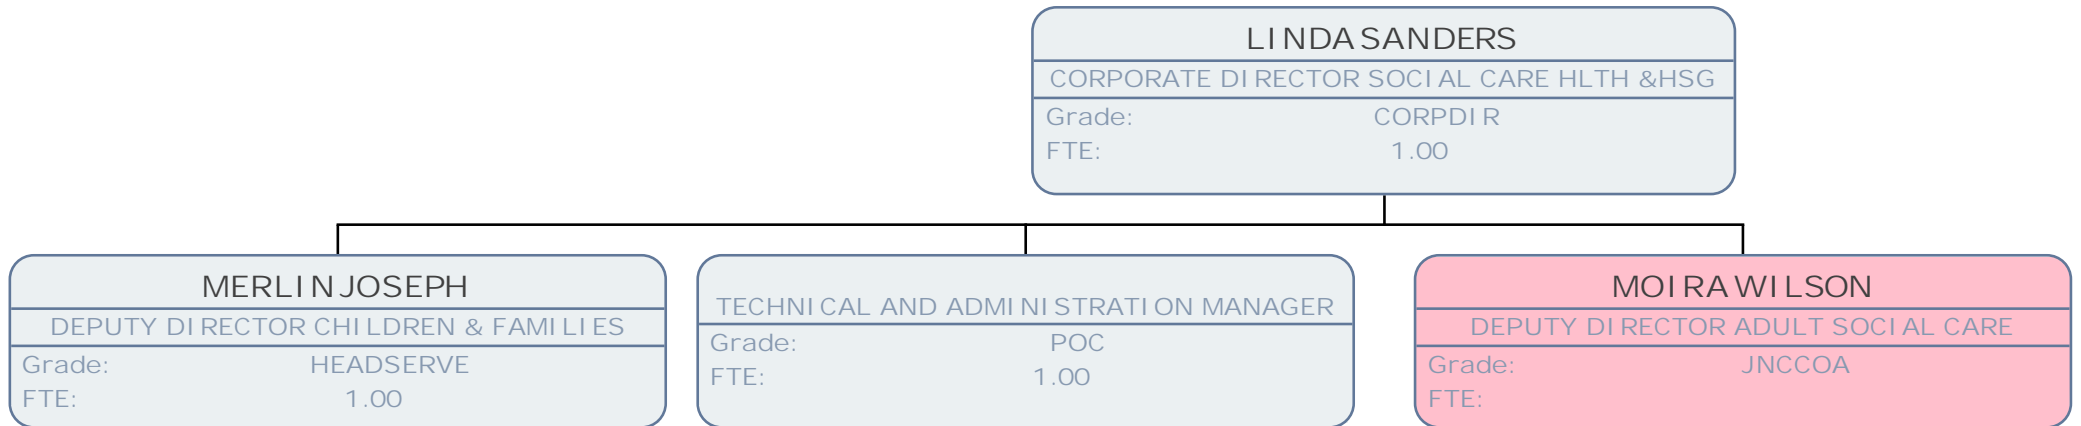 LINDA SANDERS
CORPORATE DIRECTOR SOCIAL CARE HLTH &HSG
Grade: CORPDIR
FTE: 1.00
MERLIN JOSEPH
DEPUTY DIRECTOR CHILDREN & FAMILIES
Grade: HEADSERVE
FTE: 1.00
TECHNICAL AND ADMINISTRATION MANAGER
Grade: POC
FTE: 1.00
MOIRA WILSON
DEPUTY DIRECTOR ADULT SOCIAL CARE
Grade: JNCCOA
FTE: